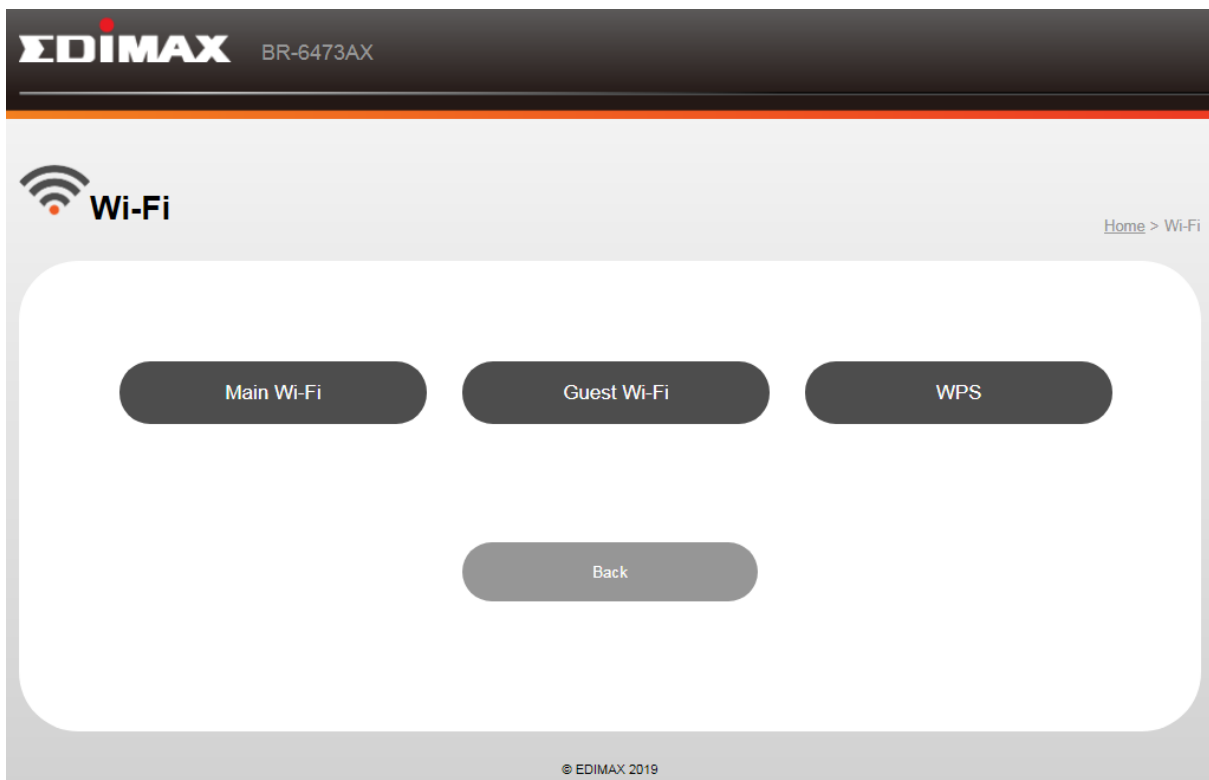 EDIMAX BR-6473AX
Wi-Fi
Home > Wi-Fi
Main Wi-Fi Guest Wi-Fi WPS
Back
© EDIMAX 2019